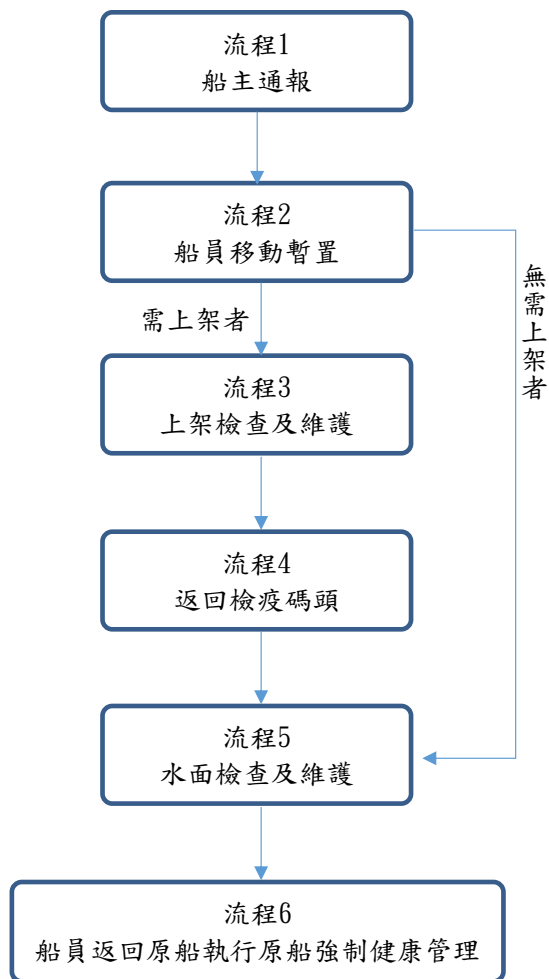 流程1
船主通報
流程2
船員移動暫置
需上架者
無需上架者
流程3
上架檢查及維護
流程4
返回檢疫碼頭
流程5
水面檢查及維護
流程6
船員返回原船執行原船強制健康管理